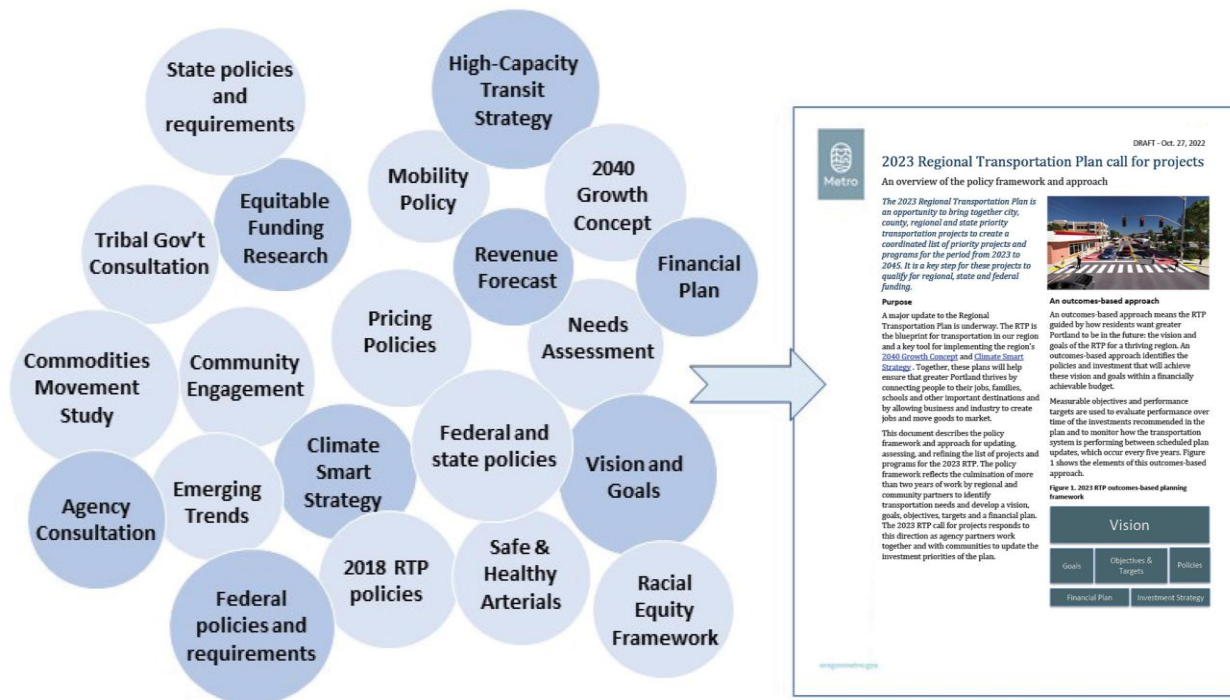 State policies
and
requirements
High-Capacity
Transit
Strategy
Mobility
Policy
2040
Growth
Concept
Equitable
Funding
Research
Tribal Gov’t
Consultation
Revenue
Forecast
Financial
Plan
Pricing
Policies
Needs
Assessment
Commodities
Movement
Study
Community
Engagement
Climate
Smart
Strategy
Federal and
state policies
Vision and
Goals
Agency
Consultation
Emerging
Trends
2018 RTP
policies
Safe &
Healthy
Arterials
Racial
Equity
Framework
Federal
policies and
requirements
Metro
DRAFT - Oct. 27, 2022
2023 Regional Transportation Plan call for projects
An overview of the policy framework and approach
The 2023 Regional Transportation Plan is
an opportunity to bring together city,
county, regional and state priority
transportation projects to create a
coordinated list of priority projects and
programs for the period from 2023 to
2045. It is a key step for these projects to
qualify for regional, state and federal
funding.
Purpose
A major update to the Regional
Transportation Plan is underway. The RTP is
the blueprint for transportation in our region
and a key tool for implementing the region's
2040 Growth Concept and Climate Smart
Strategy . Together, these plans will help
ensure that greater Portland thrives by
connecting people to their jobs, families,
schools and other important destinations and
by allowing business and industry to create
jobs and move goods to market.
This document describes the policy
framework and approach for updating,
assessing, and refining the list of projects and
programs for the 2023 RTP. The policy
framework reflects the culmination of more
than two years of work by regional and
community partners to identify
transportation needs and develop a vision,
goals, objectives, targets and a financial plan.
The 2023 RTP call for projects responds to
this direction as agency partners work
together and with communities to update the
investment priorities of the plan.
An outcomes-based approach
An outcomes-based approach means the RTP
guided by how residents want greater
Portland to be in the future: the vision and
goals of the RTP for a thriving region. An
outcomes-based approach identifies the
policies and investment that will achieve
these vision and goals within a financially
achievable budget.
Measurable objectives and performance
targets are used to evaluate performance over
time of the investments recommended in the
plan and to monitor how the transportation
system is performing between scheduled plan
updates, which occur every five years. Figure
1 shows the elements of this outcomes-based
approach.
Figure 1. 2023 RTP outcomes-based planning
framework
Vision
Goals
Objectives &
Targets
Policies
Financial Plan
Investment Strategy
oregonmetro.gov